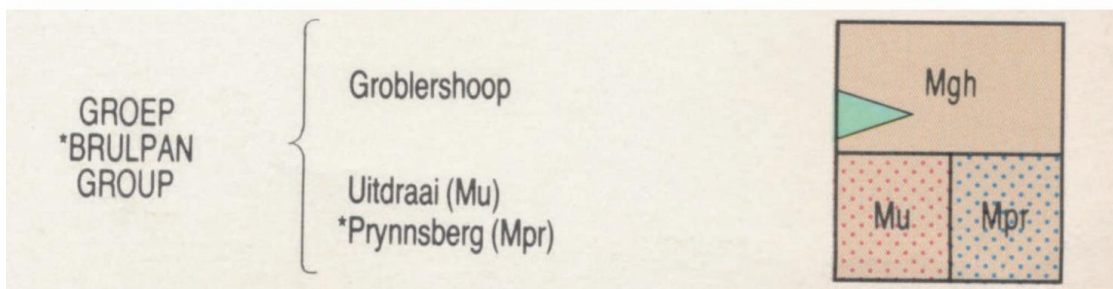 GROEP
*BRULPAN
GROUP
Groblershoop
Uitdraai (Mu)
*Prynnsberg (Mpr)
Mgh
Mu
Mpr